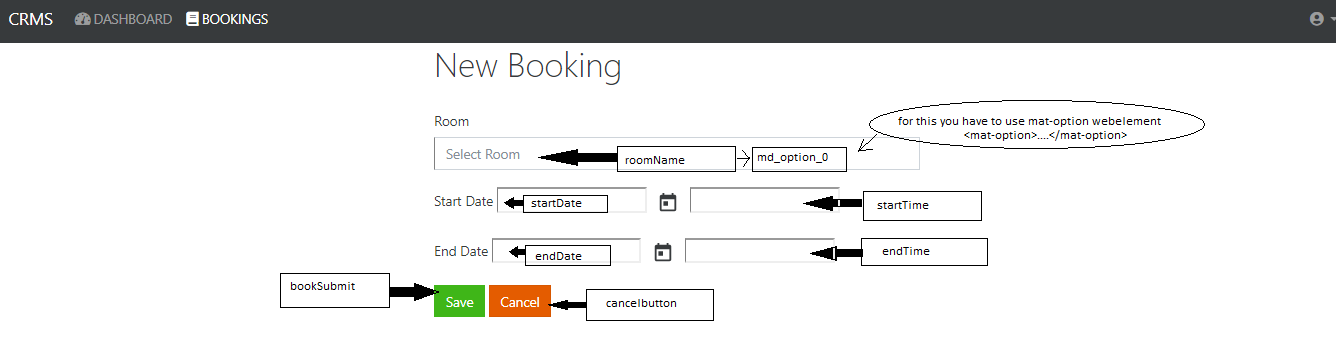 CRMS DASHBOARD BOOKINGS
New Booking
Room
for this you have to use mat-option webelement
<mat-option>....</mat-option>
Select Room roomName md_option_0
Start Date startDate startTime
End Date endDate endTime
bookSubmit
Save Cancel cancelbutton